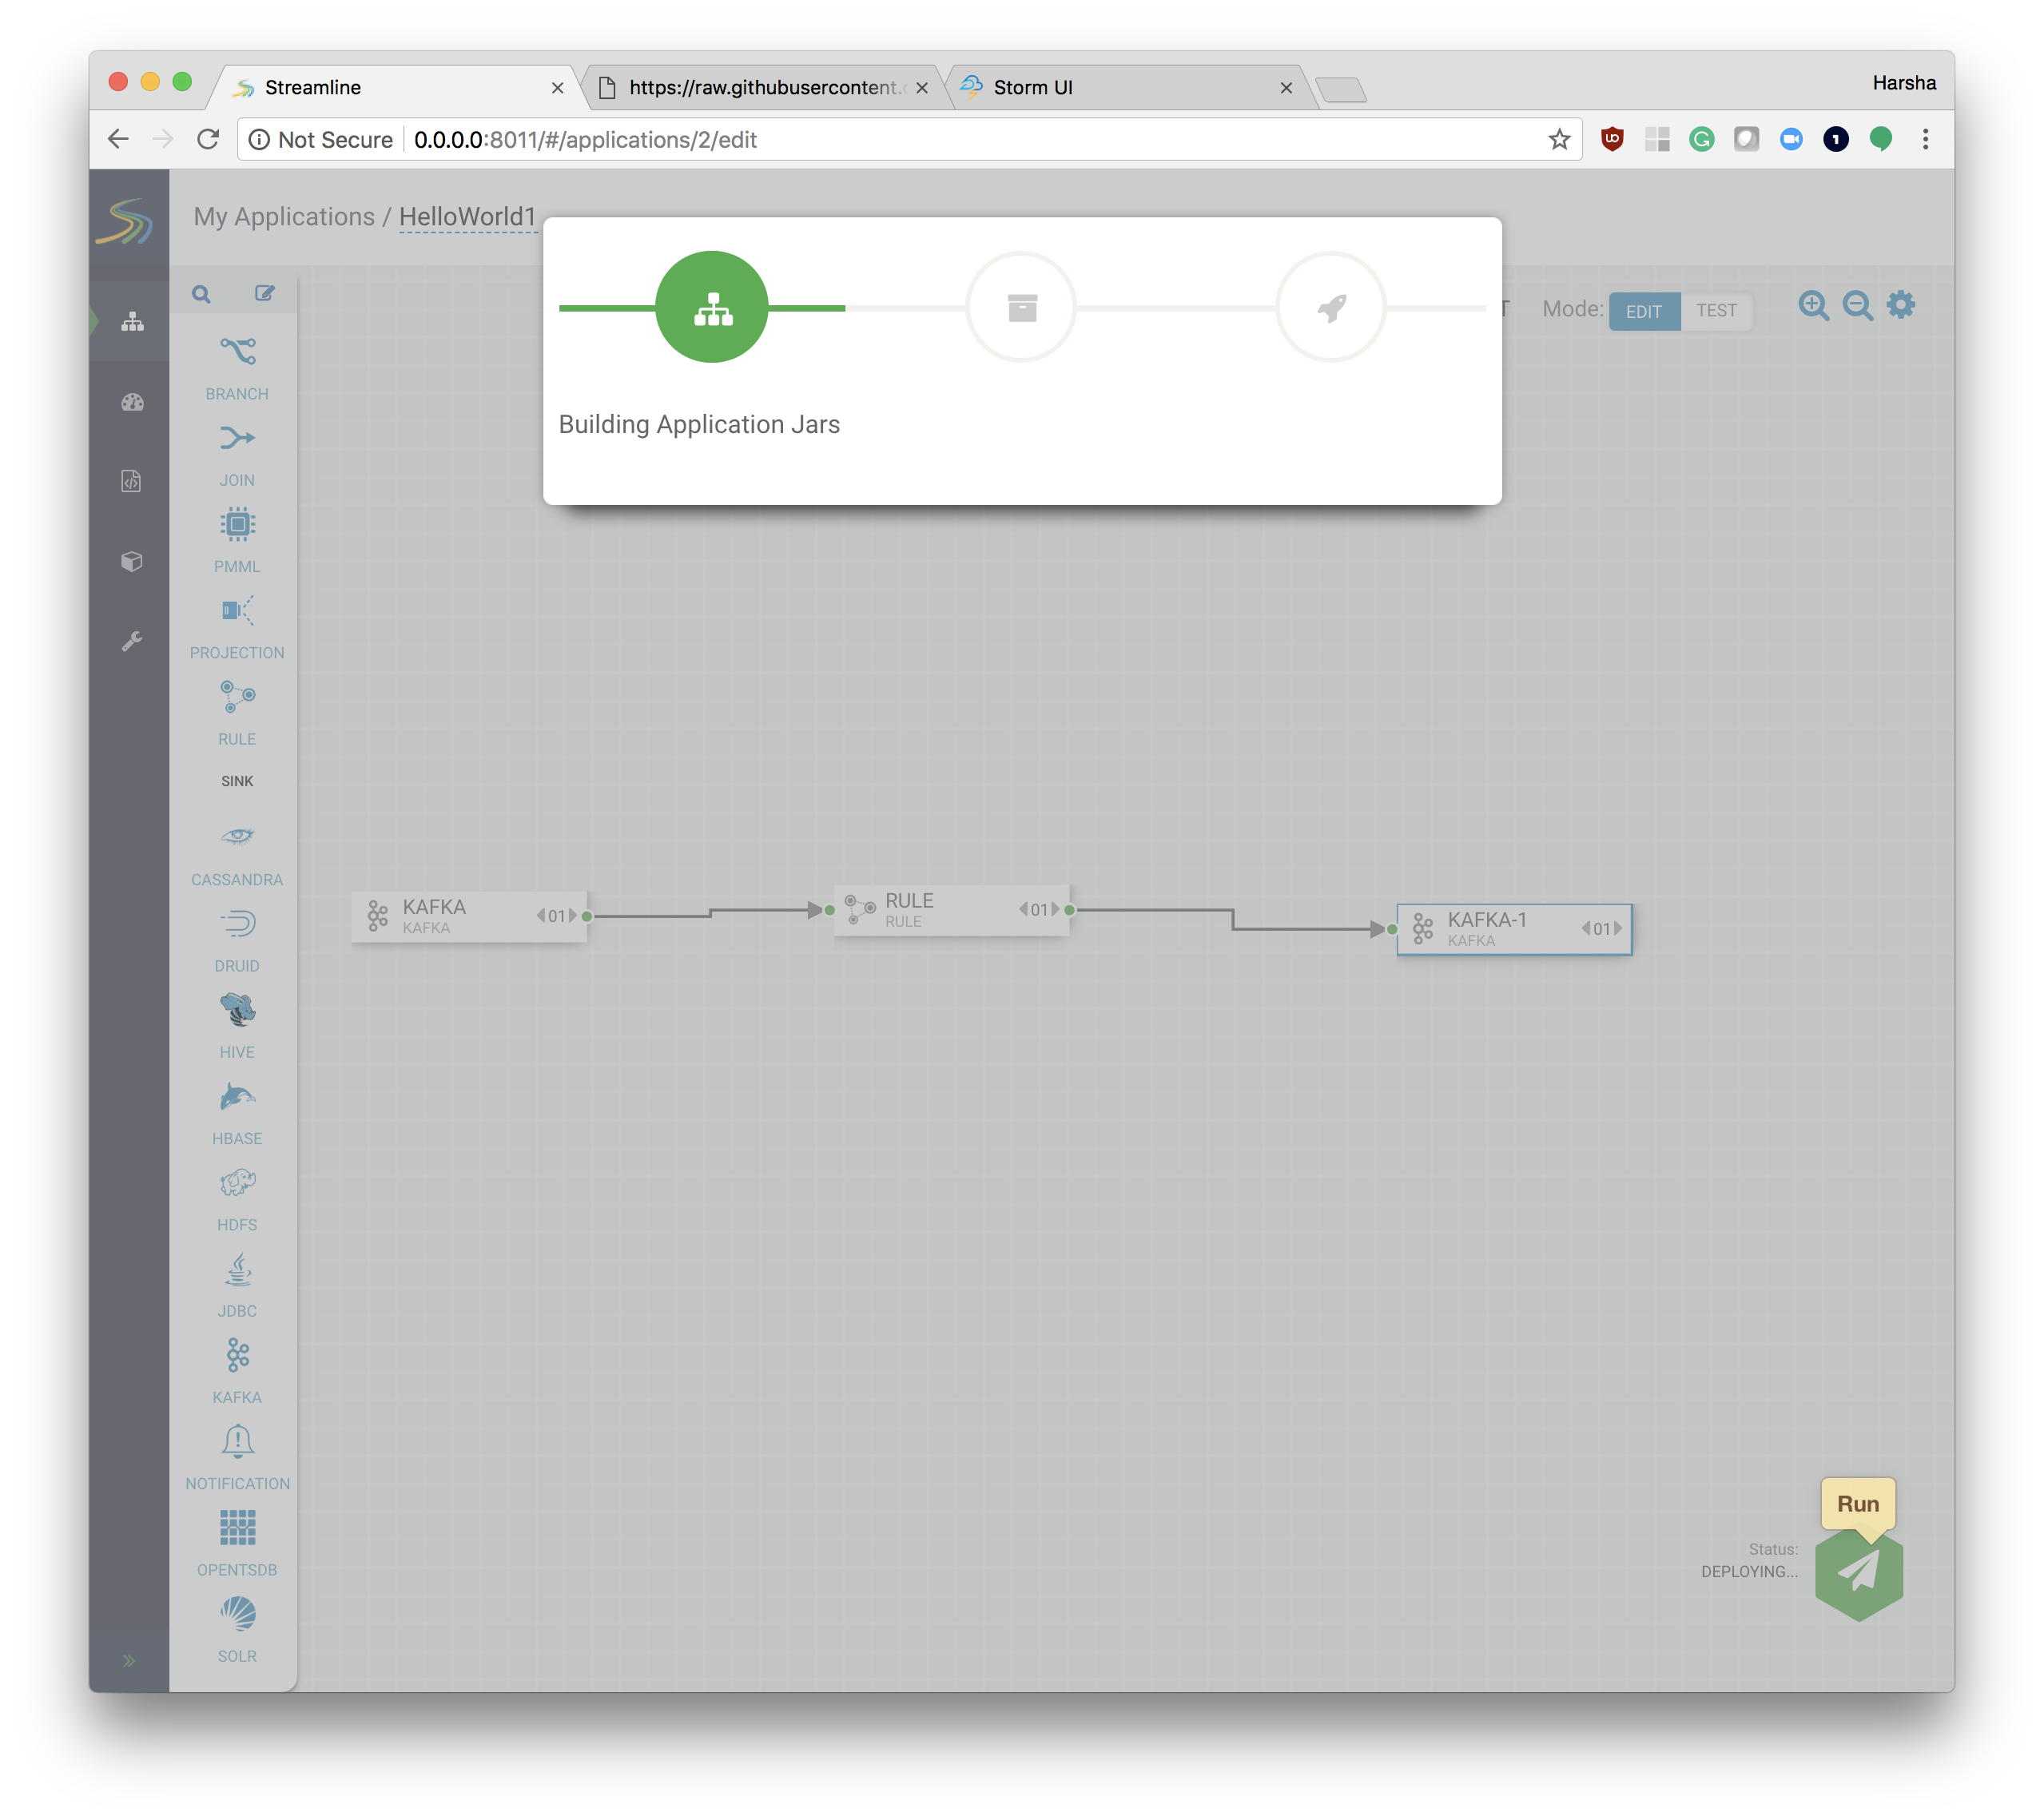 Streamline
https://raw.githubusercontent.c
Storm UI
Harsha
Not Secure
0.0.0.0:8011/#/applications/2/edit
My Applications / HelloWorld1
T
Mode:
EDIT
TEST
Building Application Jars
BRANCH
JOIN
PMML
PROJECTION
RULE
SINK
CASSANDRA
DRUID
HIVE
HBASE
HDFS
JDBC
KAFKA
NOTIFICATION
OPENTSDB
SOLR
KAFKA
KAFKA
01
RULE
RULE
01
KAFKA-1
KAFKA
01
Run
Status:
DEPLOYING...